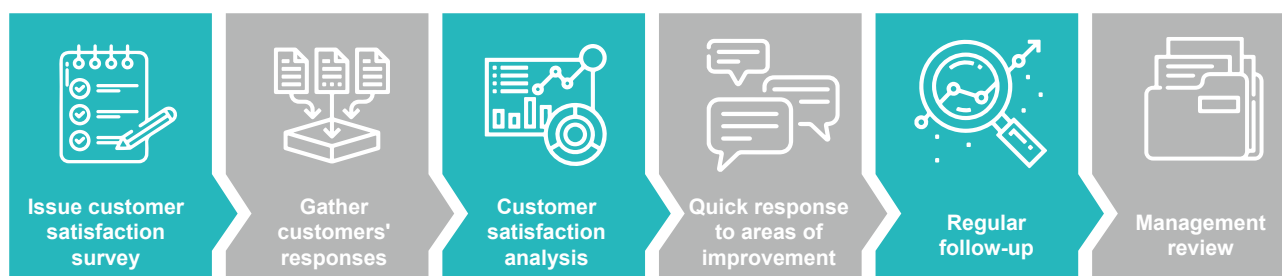 Issue customer
satisfaction
survey
Gather
customers'
responses
Customer
satisfaction
analysis
Quick response
to areas of
improvement
Regular
follow-up
Management
review